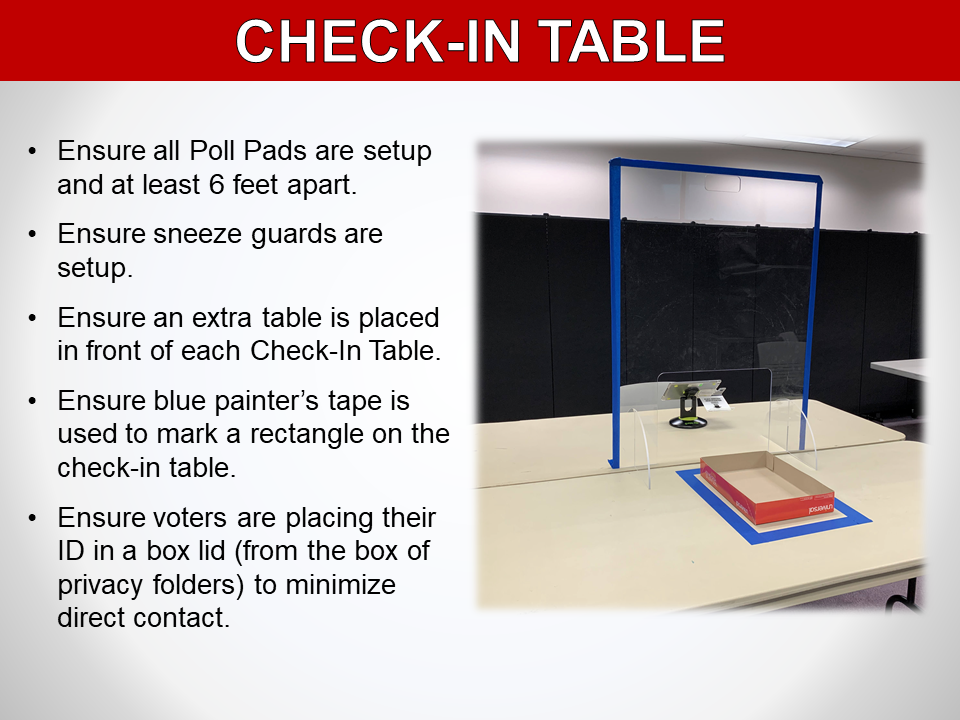 CHECK-IN TABLE
• Ensure all Poll Pads are setup
and at least 6 feet apart.
• Ensure sneeze guards are
setup.
• Ensure an extra table is placed
in front of each Check-In Table.
• Ensure blue painter’s tape is
used to mark a rectangle on the
check-in table.
• Ensure voters are placing their
ID in a box lid (from the box of
privacy folders) to minimize
direct contact.
universal